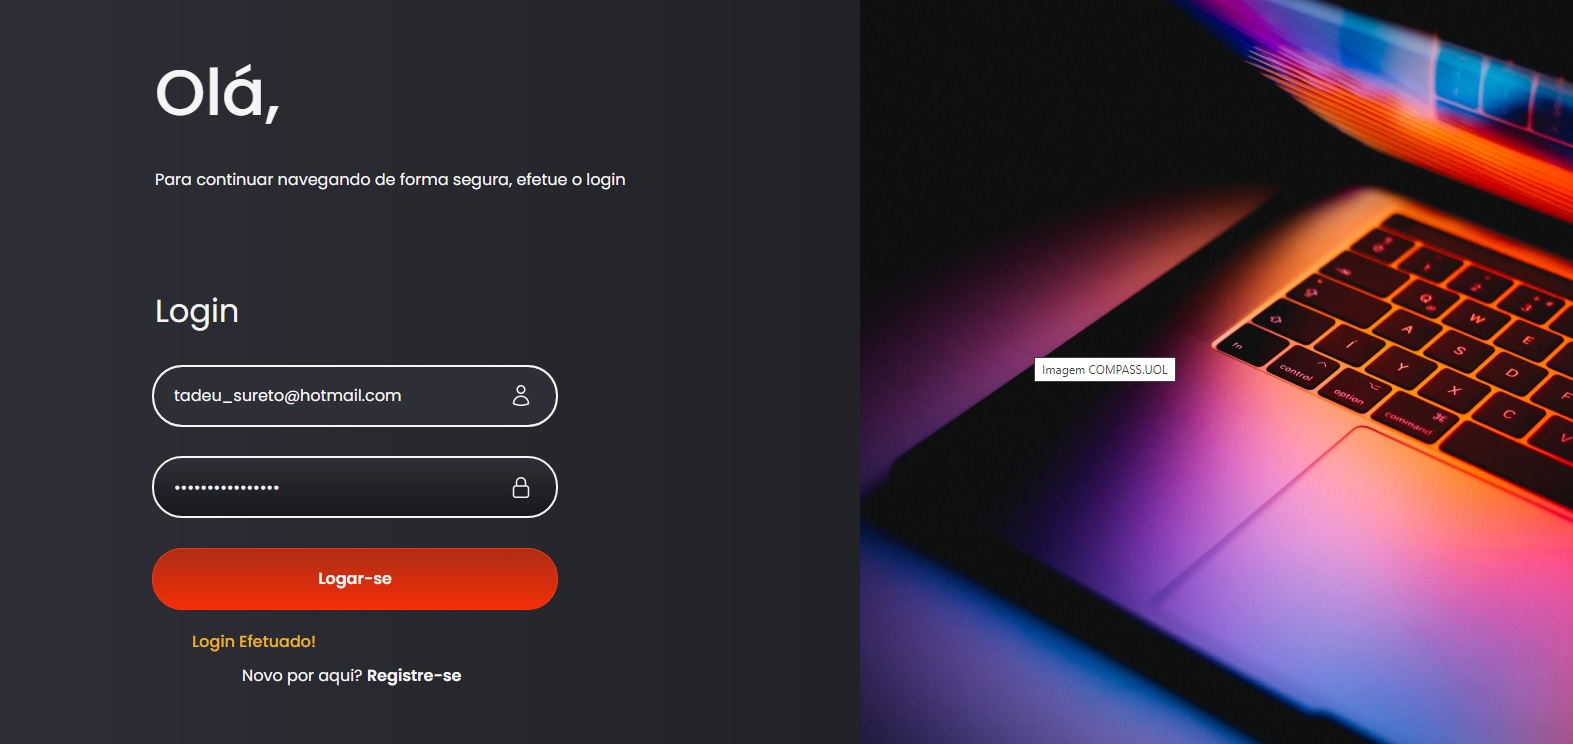 Olá,
Para continuar navegando de forma segura, efetue o login
Login
tadeu_sureto@hotmail.com
••••••••••••••••
Logar-se
Login Efetuado!
Novo por aqui? Registre-se
Imagem COMPASS.UOL
Q W E
A S D
Y X C V
fn control option command